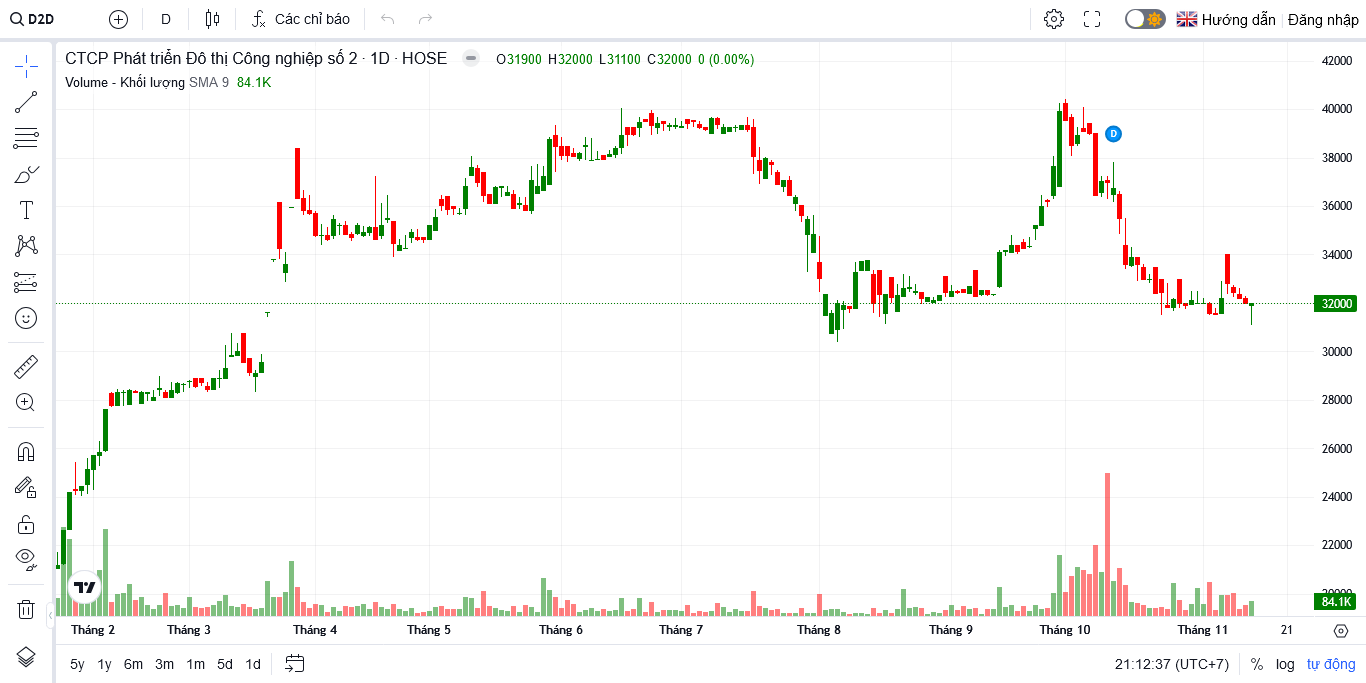 D2D D Các chỉ báo Hướng dẫn Đăng nhập
CTCP Phát triển Đô thị Công nghiệp số 2 · 1D · HOSE O31900 H32000 L31100 C32000 0 (0.00%)
Volume - Khối lượng SMA 9 84.1K
42000
40000
D
38000
36000
34000
32000
30000
28000
26000
24000
22000
20000
84.1K
Tháng 2 Tháng 3 Tháng 4 Tháng 5 Tháng 6 Tháng 7 Tháng 8 Tháng 9 Tháng 10 Tháng 11 21
5y 1y 6m 3m 1m 5d 1d 21:12:37 (UTC+7) % log tự động